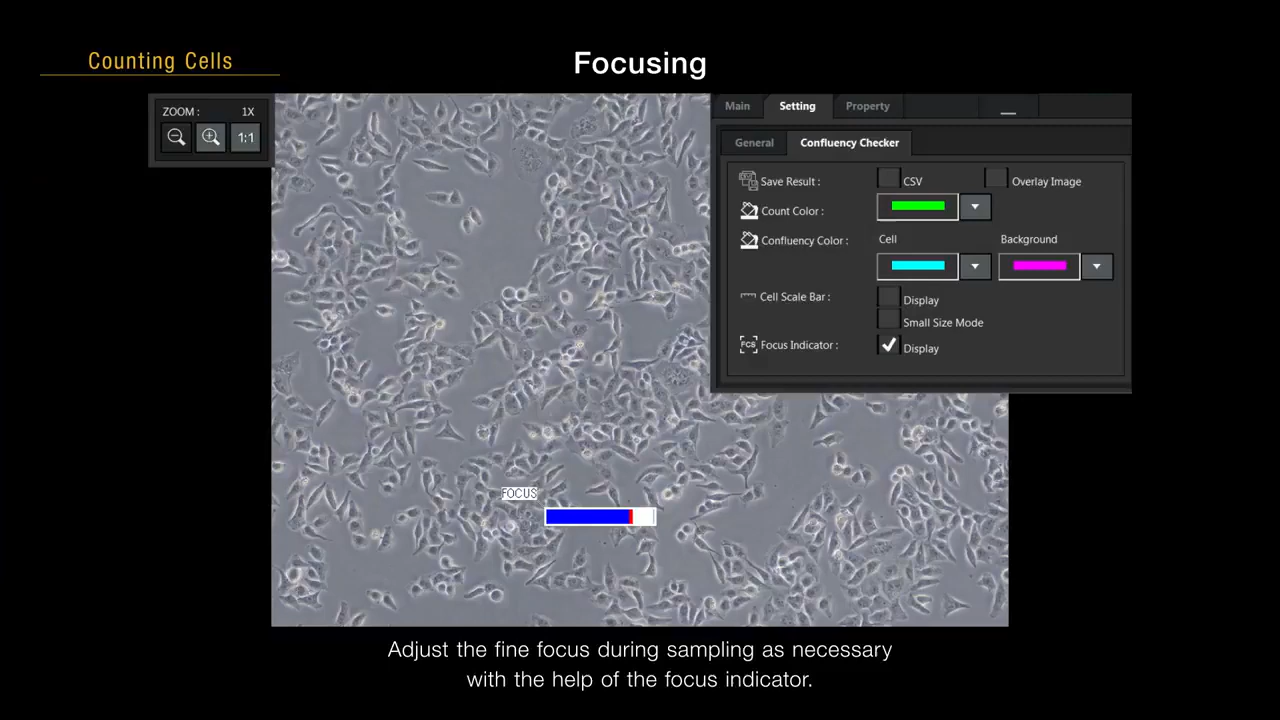 Counting Cells
Focusing
ZOOM : 1X
1:1
Main Setting Property
General Confluency Checker
Save Result : CSV Overlay Image
Count Color :
Confluency Color : Cell Background
Cell Scale Bar : Display
Small Size Mode
FCS Focus Indicator : Display
FOCUS
Adjust the fine focus during sampling as necessary
with the help of the focus indicator.